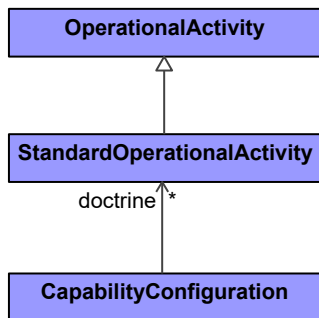 OperationalActivity
StandardOperationalActivity
doctrine *
CapabilityConfiguration